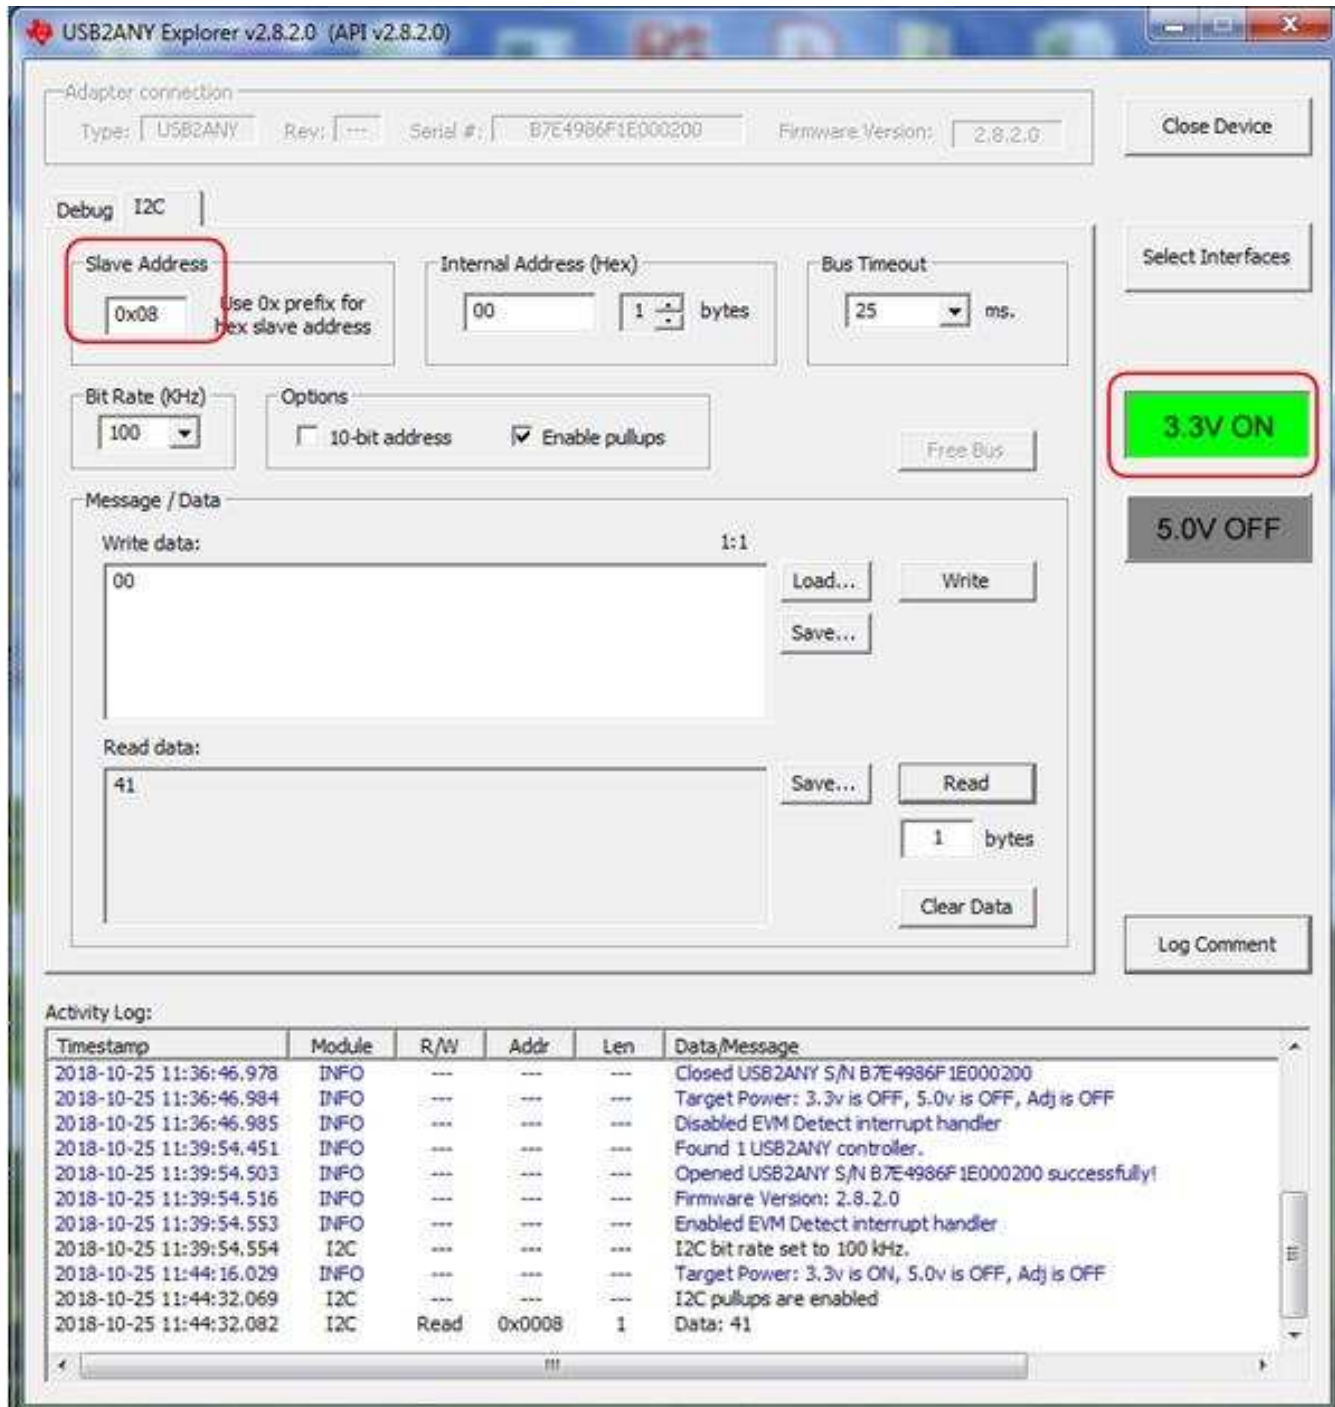 USB2ANY Explorer v2.8.2.0 (API v2.8.2.0)
Adaptor connection
Type: USB2ANY Rev: --- Serial #: B7E4986F1E000200 Firmware Version: 2.8.2.0
Close Device
Debug I2C
Select Interfaces
Slave Address
0x08
Use 0x prefix for
hex slave address
Internal Address (Hex)
00 1 bytes
Bus Timeout
25 ms.
3.3V ON
Bit Rate (KHz)
100
Options
10-bit address Enable pullups
Free Bus
5.0V OFF
Message / Data
Write data: 1:1
00
Load... Write
Save...
Read data:
41
Save... Read
1 bytes
Clear Data
Log Comment
Activity Log:
Timestamp Module R/W Addr Len Data/Message
2018-10-25 11:36:46.978 INFO --- --- --- Closed USB2ANY S/N B7E4986F1E000200
2018-10-25 11:36:46.984 INFO --- --- --- Target Power: 3.3v is OFF, 5.0v is OFF, Adj is OFF
2018-10-25 11:36:46.985 INFO --- --- --- Disabled EVM Detect interrupt handler
2018-10-25 11:39:54.451 INFO --- --- --- Found 1 USB2ANY controller.
2018-10-25 11:39:54.503 INFO --- --- --- Opened USB2ANY S/N B7E4986F1E000200 successfully!
2018-10-25 11:39:54.516 INFO --- --- --- Firmware Version: 2.8.2.0
2018-10-25 11:39:54.553 INFO --- --- --- Enabled EVM Detect interrupt handler
2018-10-25 11:39:54.554 I2C --- --- --- I2C bit rate set to 100 kHz.
2018-10-25 11:44:16.029 INFO --- --- --- Target Power: 3.3v is ON, 5.0v is OFF, Adj is OFF
2018-10-25 11:44:32.069 I2C --- --- --- I2C pullups are enabled
2018-10-25 11:44:32.082 I2C Read 0x0008 1 Data: 41